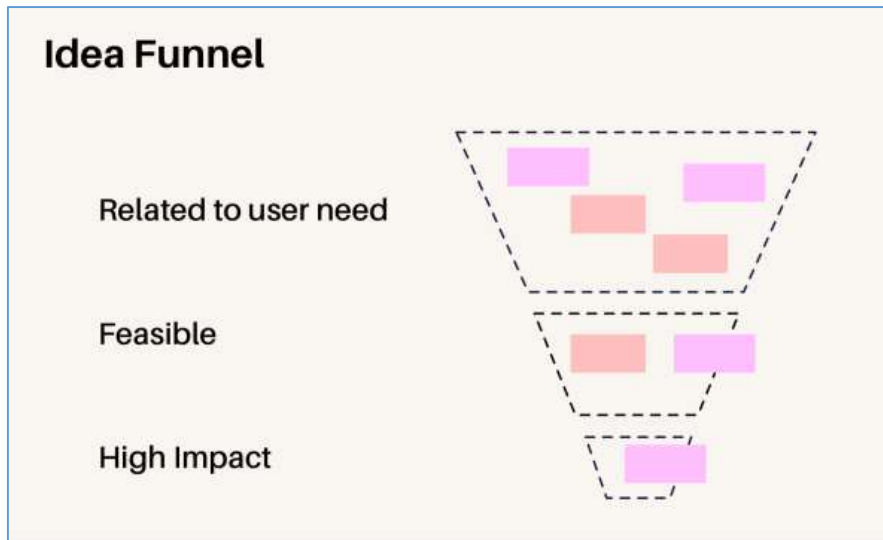 Idea Funnel
Related to user need
Feasible
High Impact